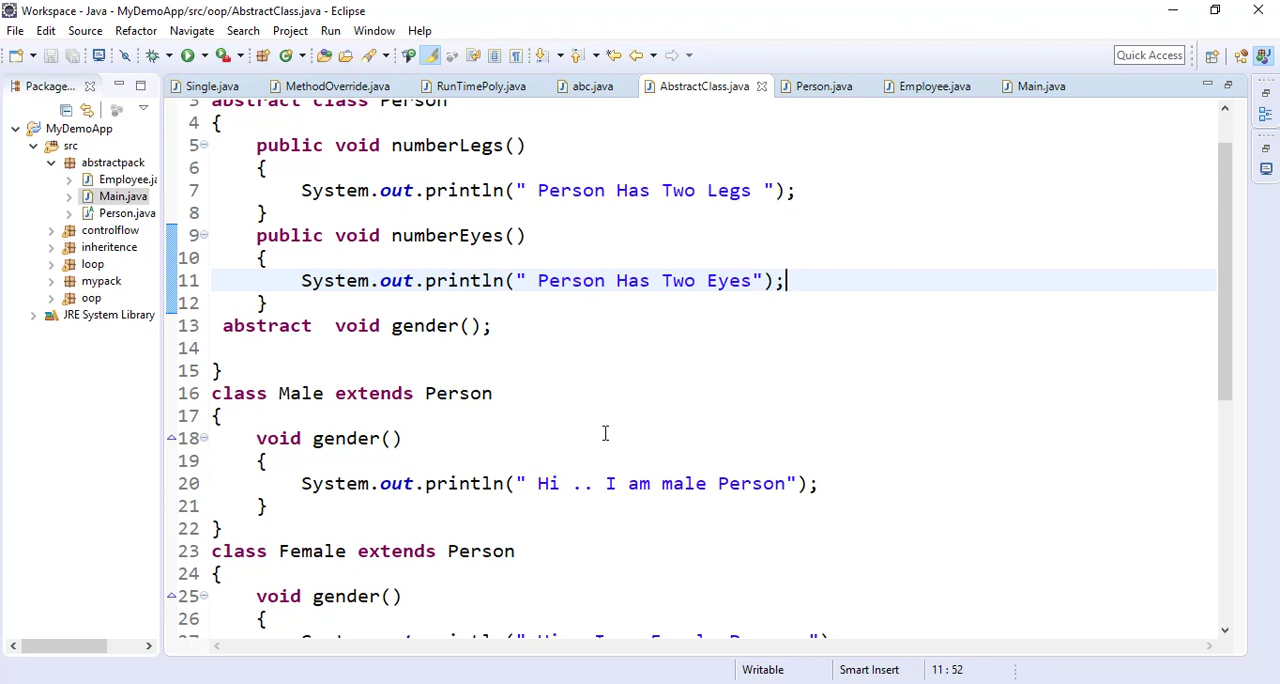 Workspace - Java - MyDemoApp/src/oop/AbstractClass.java - Eclipse
File Edit Source Refactor Navigate Search Project Run Window Help
Quick Access
Package...
Single.java MethodOverride.java RunTimePoly.java abc.java AbstractClass.java Person.java Employee.java Main.java
MyDemoApp
src
abstractpack
Employee.ja
Main.java
Person.java
controlflow
inheritence
loop
mypack
oop
JRE System Library
3 abstract class Person
4 {
5 public void numberLegs()
6 {
7 System.out.println(" Person Has Two Legs ");
8 }
9 public void numberEyes()
10 {
11 System.out.println(" Person Has Two Eyes");
12 }
13 abstract  void gender();
14
15 }
16 class Male extends Person
17 {
18 void gender()
19 {
20 System.out.println(" Hi .. I am male Person");
21 }
22 }
23 class Female extends Person
24 {
25 void gender()
26 {
Writable Smart Insert 11 : 52